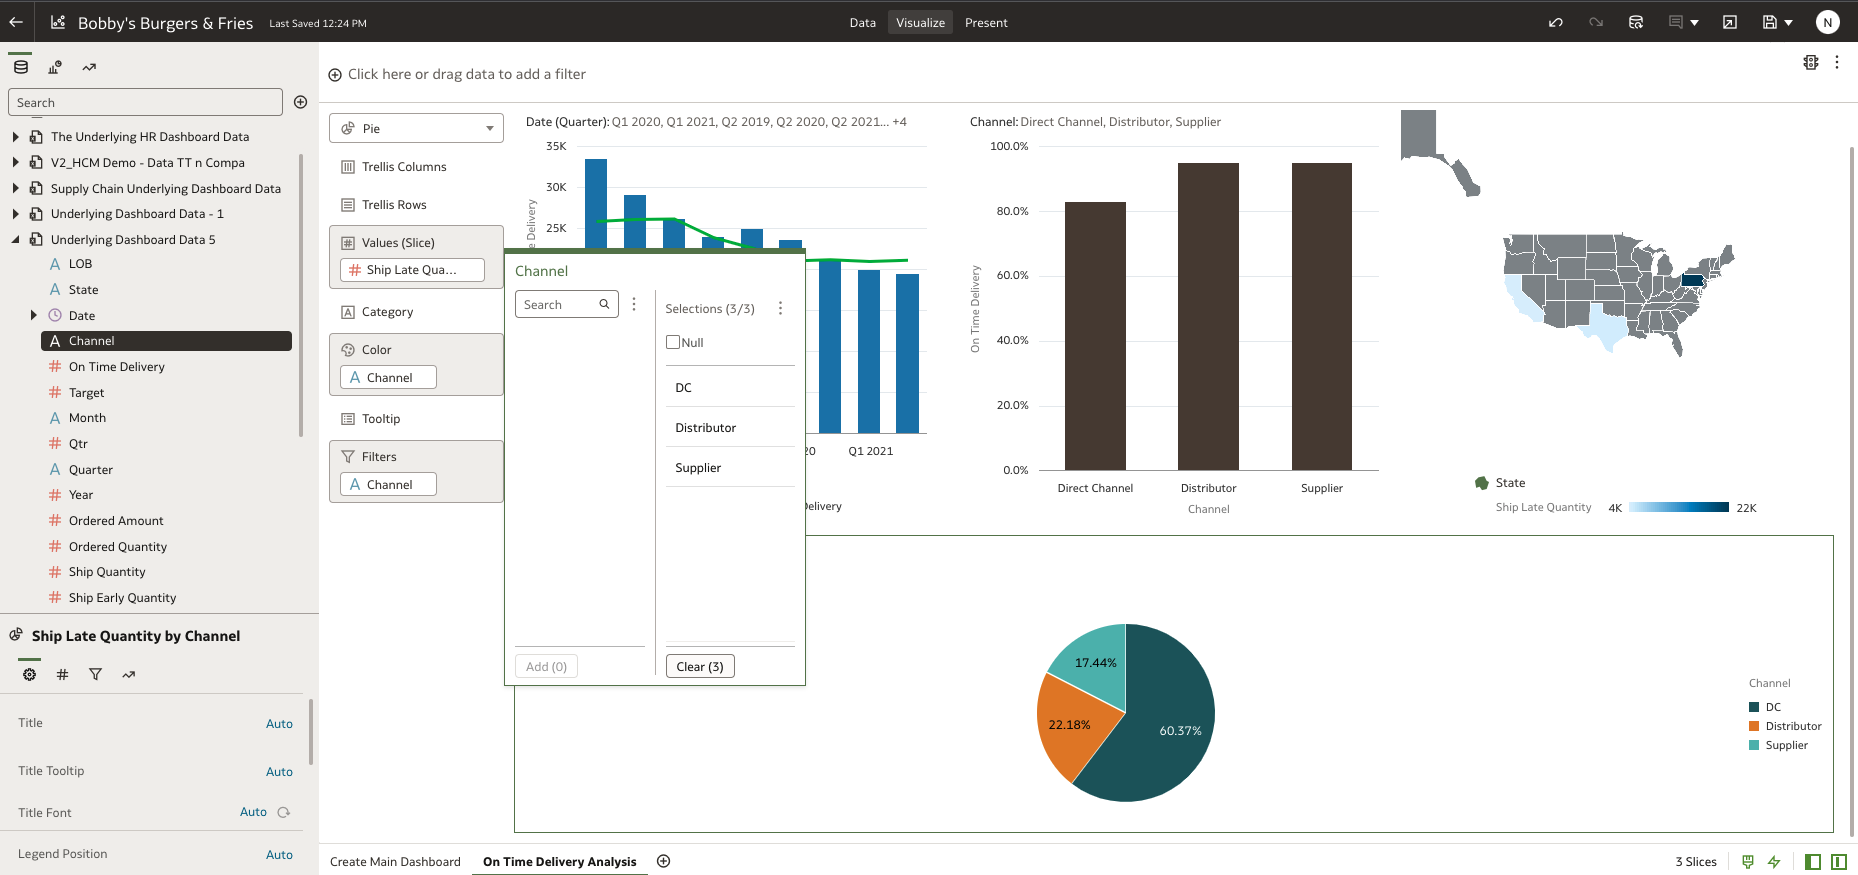 Bobby's Burgers & Fries
Last Saved 12:24 PM
Data
Visualize
Present
N
Search
The Underlying HR Dashboard Data
V2_HCM Demo - Data TT n Compa
Supply Chain Underlying Dashboard Data
Underlying Dashboard Data - 1
Underlying Dashboard Data 5
A LOB
A State
Date
A Channel
# On Time Delivery
# Target
A Month
# Qtr
A Quarter
# Year
# Ordered Amount
# Ordered Quantity
# Ship Quantity
# Ship Early Quantity
Ship Late Quantity by Channel
#
Title Auto
Title Tooltip Auto
Title Font Auto
Legend Position Auto
Click here or drag data to add a filter
Pie
Trellis Columns
Trellis Rows
# Values (Slice)
# Ship Late Qua...
A Category
Color
A Channel
Tooltip
Filters
A Channel
Date (Quarter): Q1 2020, Q1 2021, Q2 2019, Q2 2020, Q2 2021... +4
35K
30K
25K
e Delivery
20
Q1 2021
Delivery
Channel
Search
Add (0)
Selections (3/3)
Null
DC
Distributor
Supplier
Clear (3)
Channel: Direct Channel, Distributor, Supplier
100.0%
80.0%
60.0%
40.0%
20.0%
0.0%
On Time Delivery
Direct Channel
Distributor
Supplier
Channel
State
Ship Late Quantity
4K
22K
17.44%
22.18%
60.37%
Channel
DC
Distributor
Supplier
Create Main Dashboard
On Time Delivery Analysis
3 Slices